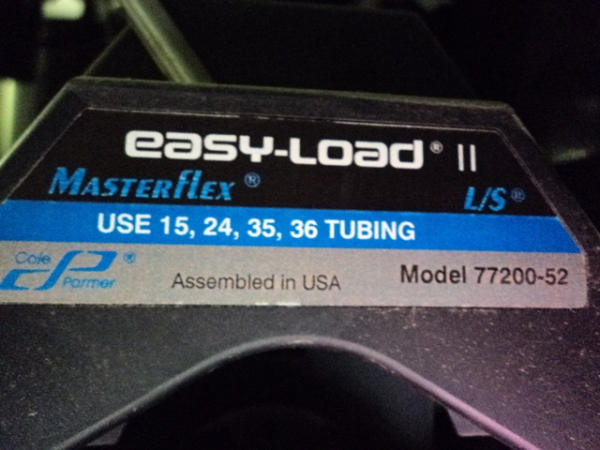 easy-Load® II
Masterflex® L/S®
USE 15, 24, 35, 36 TUBING
Cole Parmer® Assembled in USA Model 77200-52